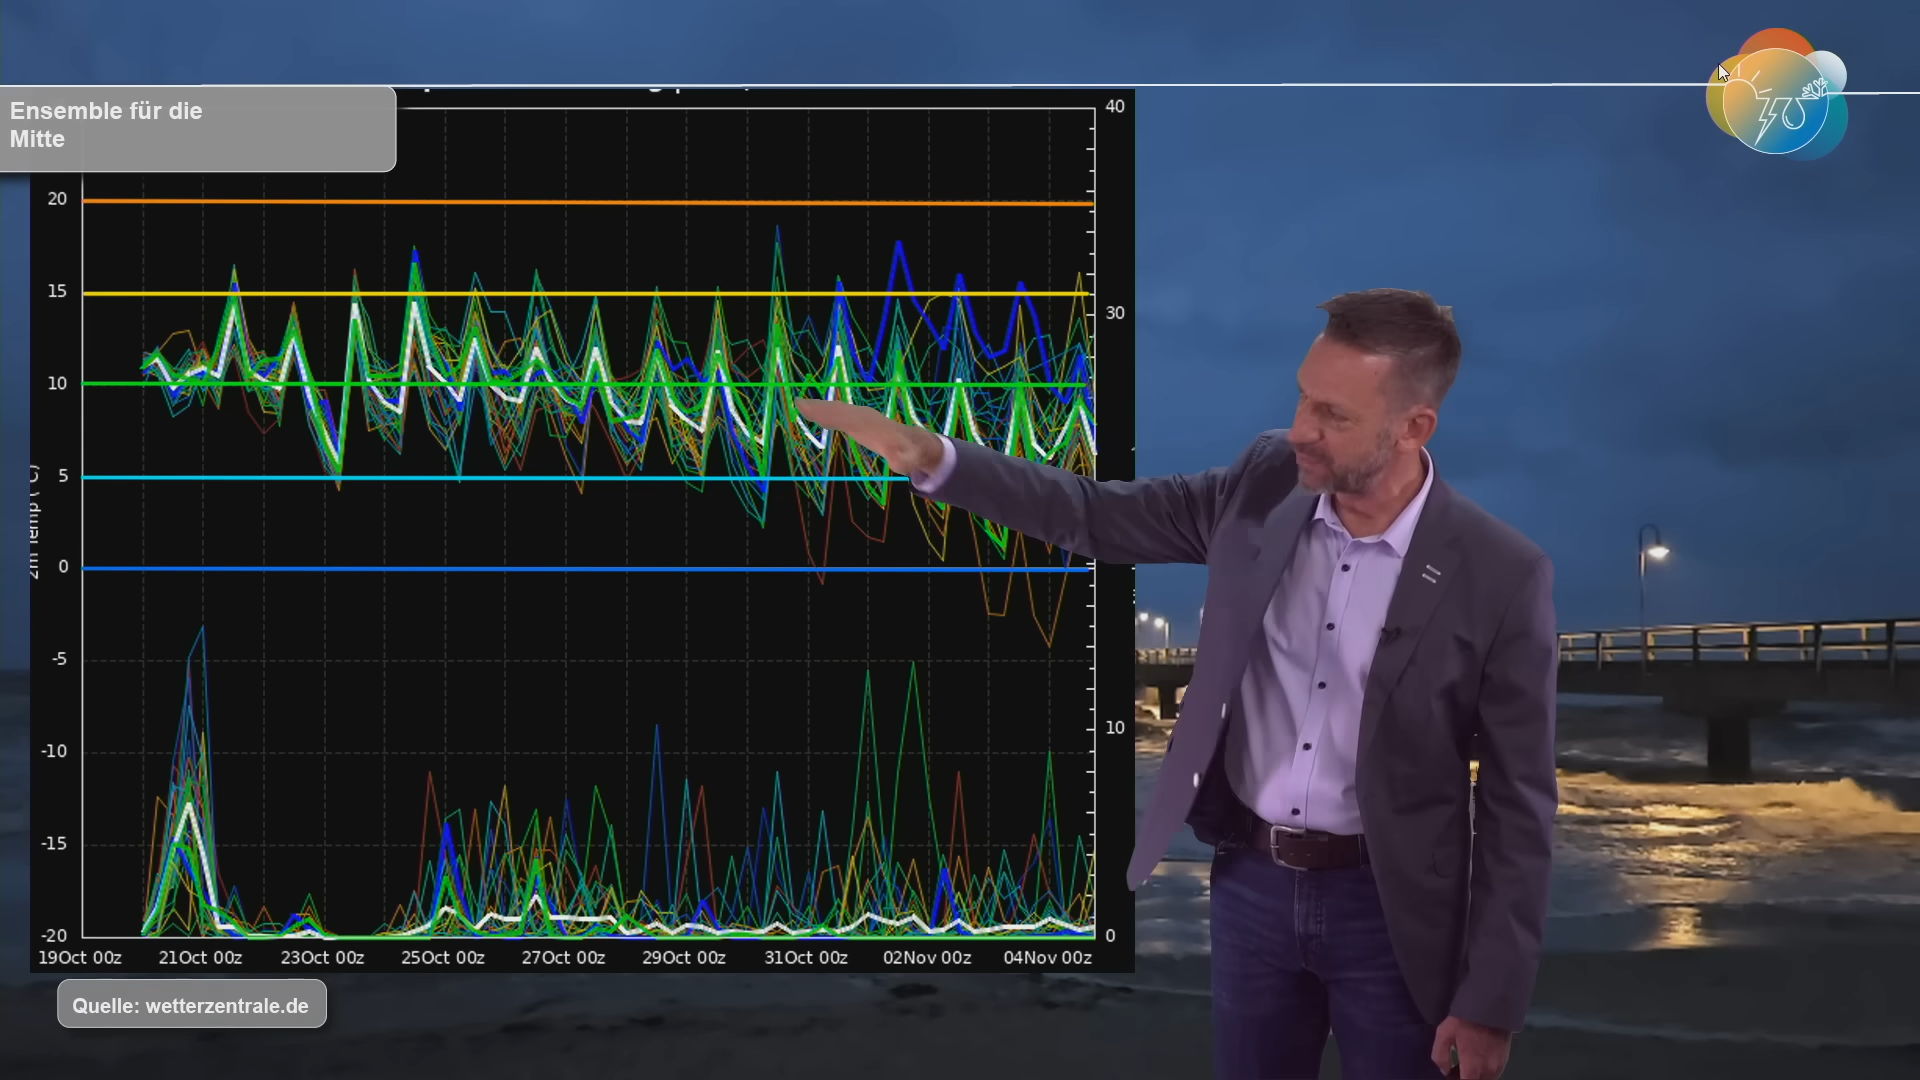 Ensemble für die
Mitte
40
20
15
30
10
5
2m Temp (°C)
0
-5
-10
10
-15
-20
0
19Oct 00z 21Oct 00z 23Oct 00z 25Oct 00z 27Oct 00z 29Oct 00z 31Oct 00z 02Nov 00z 04Nov 00z
Quelle: wetterzentrale.de